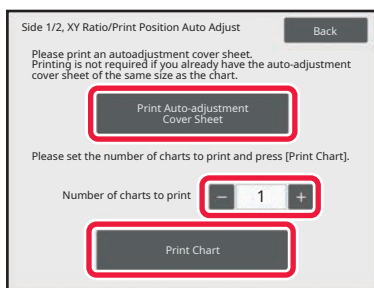 Side 1/2, XY Ratio/Print Position Auto Adjust
Back
Please print an autoadjustment cover sheet.
Printing is not required if you already have the auto-adjustment
cover sheet of the same size as the chart.
Print Auto-adjustment
Cover Sheet
Please set the number of charts to print and press [Print Chart].
Number of charts to print − 1 +
Print Chart